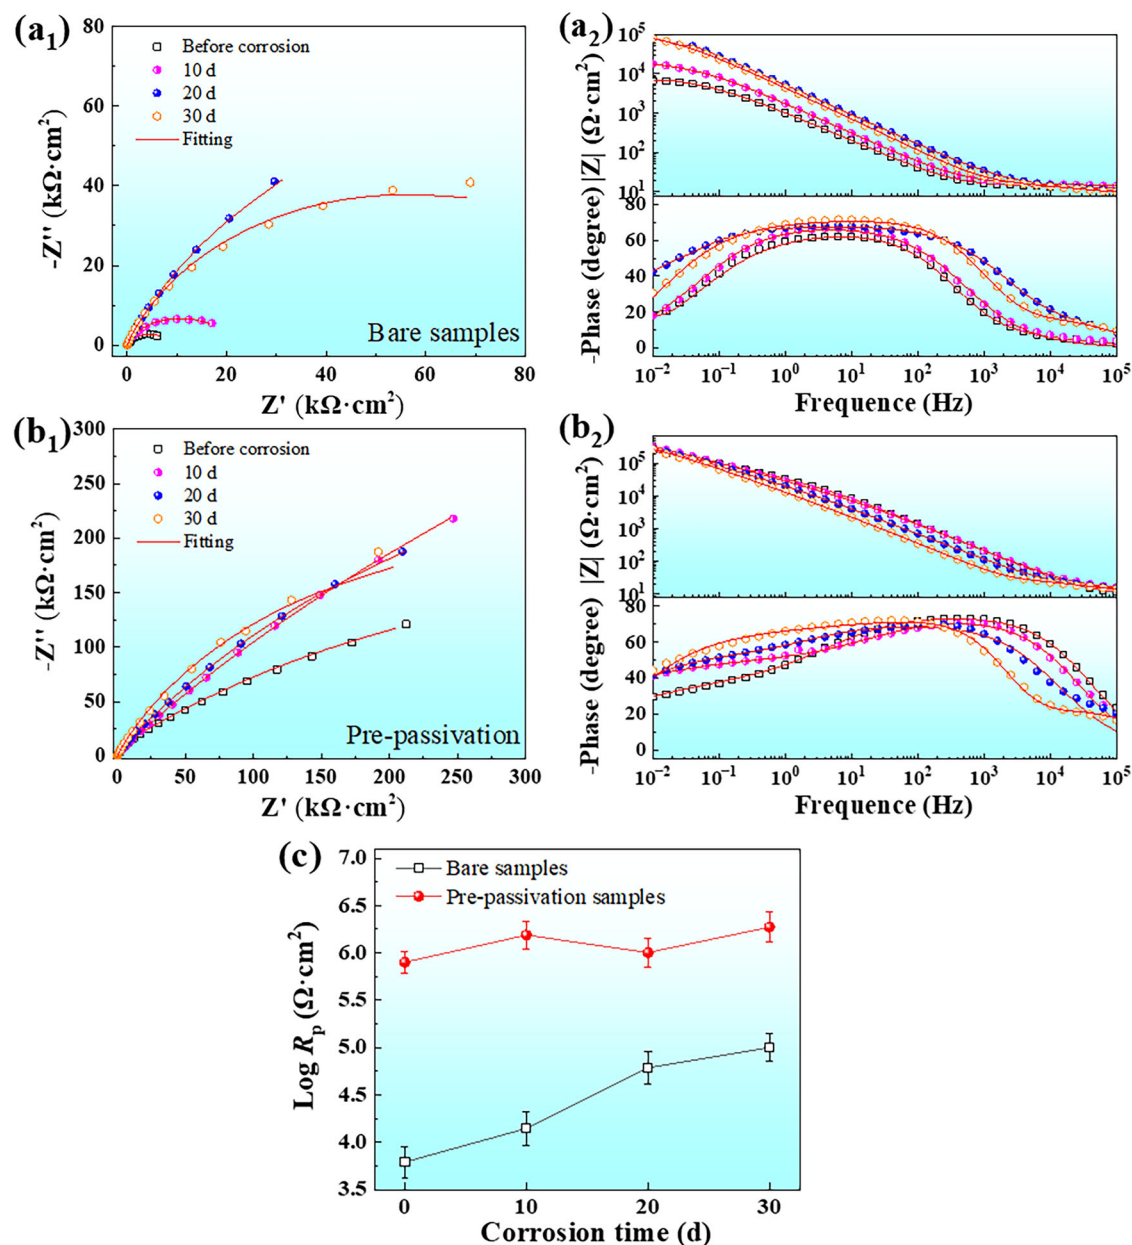 (a1)
80
60
40
20
0
-Z'' (kΩ·cm²)
Before corrosion
10 d
20 d
30 d
Fitting
Bare samples
0 20 40 60 80
Z' (kΩ·cm²)
(a2)
10⁵
10⁴
10³
10²
10¹
|Z| (Ω·cm²)
80
60
40
20
0
-Phase (degree)
10⁻² 10⁻¹ 10⁰ 10¹ 10² 10³ 10⁴ 10⁵
Frequence (Hz)
(b1)
300
250
200
150
100
50
0
-Z'' (kΩ·cm²)
Before corrosion
10 d
20 d
30 d
Fitting
Pre-passivation
0 50 100 150 200 250 300
Z' (kΩ·cm²)
(b2)
10⁵
10⁴
10³
10²
10¹
|Z| (Ω·cm²)
80
60
40
20
0
-Phase (degree)
10⁻² 10⁻¹ 10⁰ 10¹ 10² 10³ 10⁴ 10⁵
Frequence (Hz)
(c)
7.0
6.5
6.0
5.5
5.0
4.5
4.0
3.5
Log Rp (Ω·cm²)
Bare samples
Pre-passivation samples
0 10 20 30
Corrosion time (d)